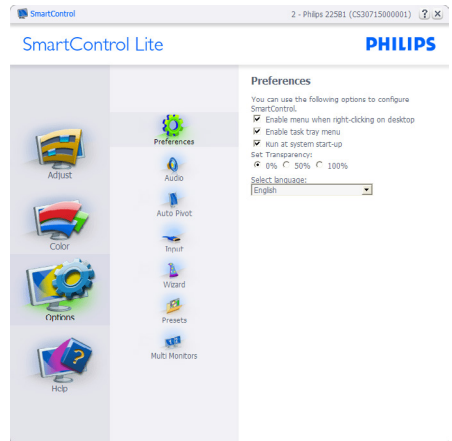 SmartControl
2 - Philips 225B1 (CS30715000001)
?
X
SmartControl Lite
PHILIPS
Adjust
Color
Options
Help
Preferences
Audio
Auto Pivot
Input
Wizard
Presets
Multi Monitors
Preferences
You can use the following options to configure
SmartControl.
Enable menu when right-clicking on desktop
Enable task tray menu
Run at system start-up
Set Transparency:
0% 50% 100%
Select language:
English